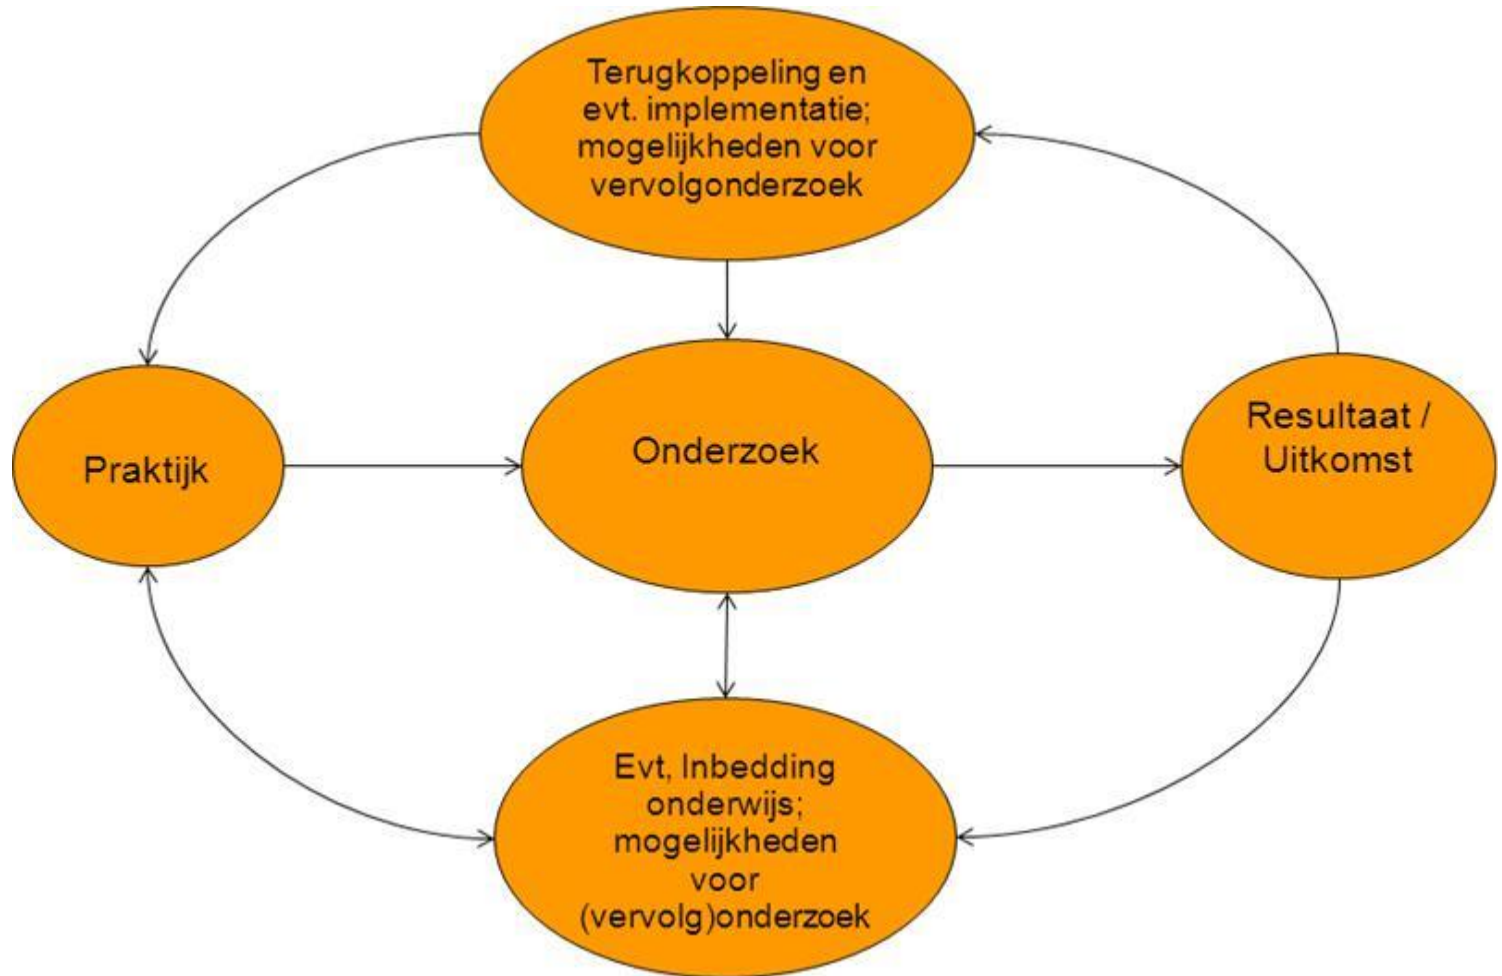 Terugkoppeling en
evt. implementatie;
mogelijkheden voor
vervolgonderzoek
Praktijk
Onderzoek
Resultaat /
Uitkomst
Evt, Inbedding
onderwijs;
mogelijkheden
voor
(vervolg)onderzoek